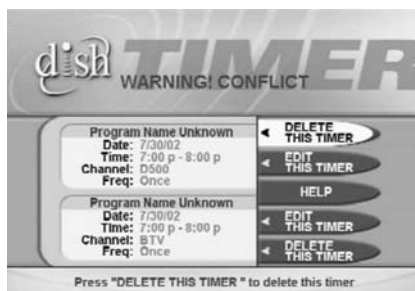 dish TIMER
WARNING! CONFLICT
Program Name Unknown
Date: 7/30/02
Time: 7:00 p - 8:00 p
Channel: D500
Freq: Once
DELETE
THIS TIMER
EDIT
THIS TIMER
HELP
Program Name Unknown
Date: 7/30/02
Time: 7:00 p - 8:00 p
Channel: BTV
Freq: Once
EDIT
THIS TIMER
DELETE
THIS TIMER
Press "DELETE THIS TIMER " to delete this timer